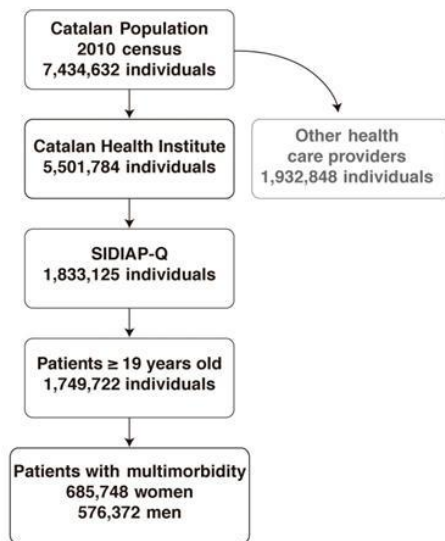 Catalan Population
2010 census
7,434,632 individuals
Catalan Health Institute
5,501,784 individuals
Other health
care providers
1,932,848 individuals
SIDIAP-Q
1,833,125 individuals
Patients ≥ 19 years old
1,749,722 individuals
Patients with multimorbidity
685,748 women
576,372 men